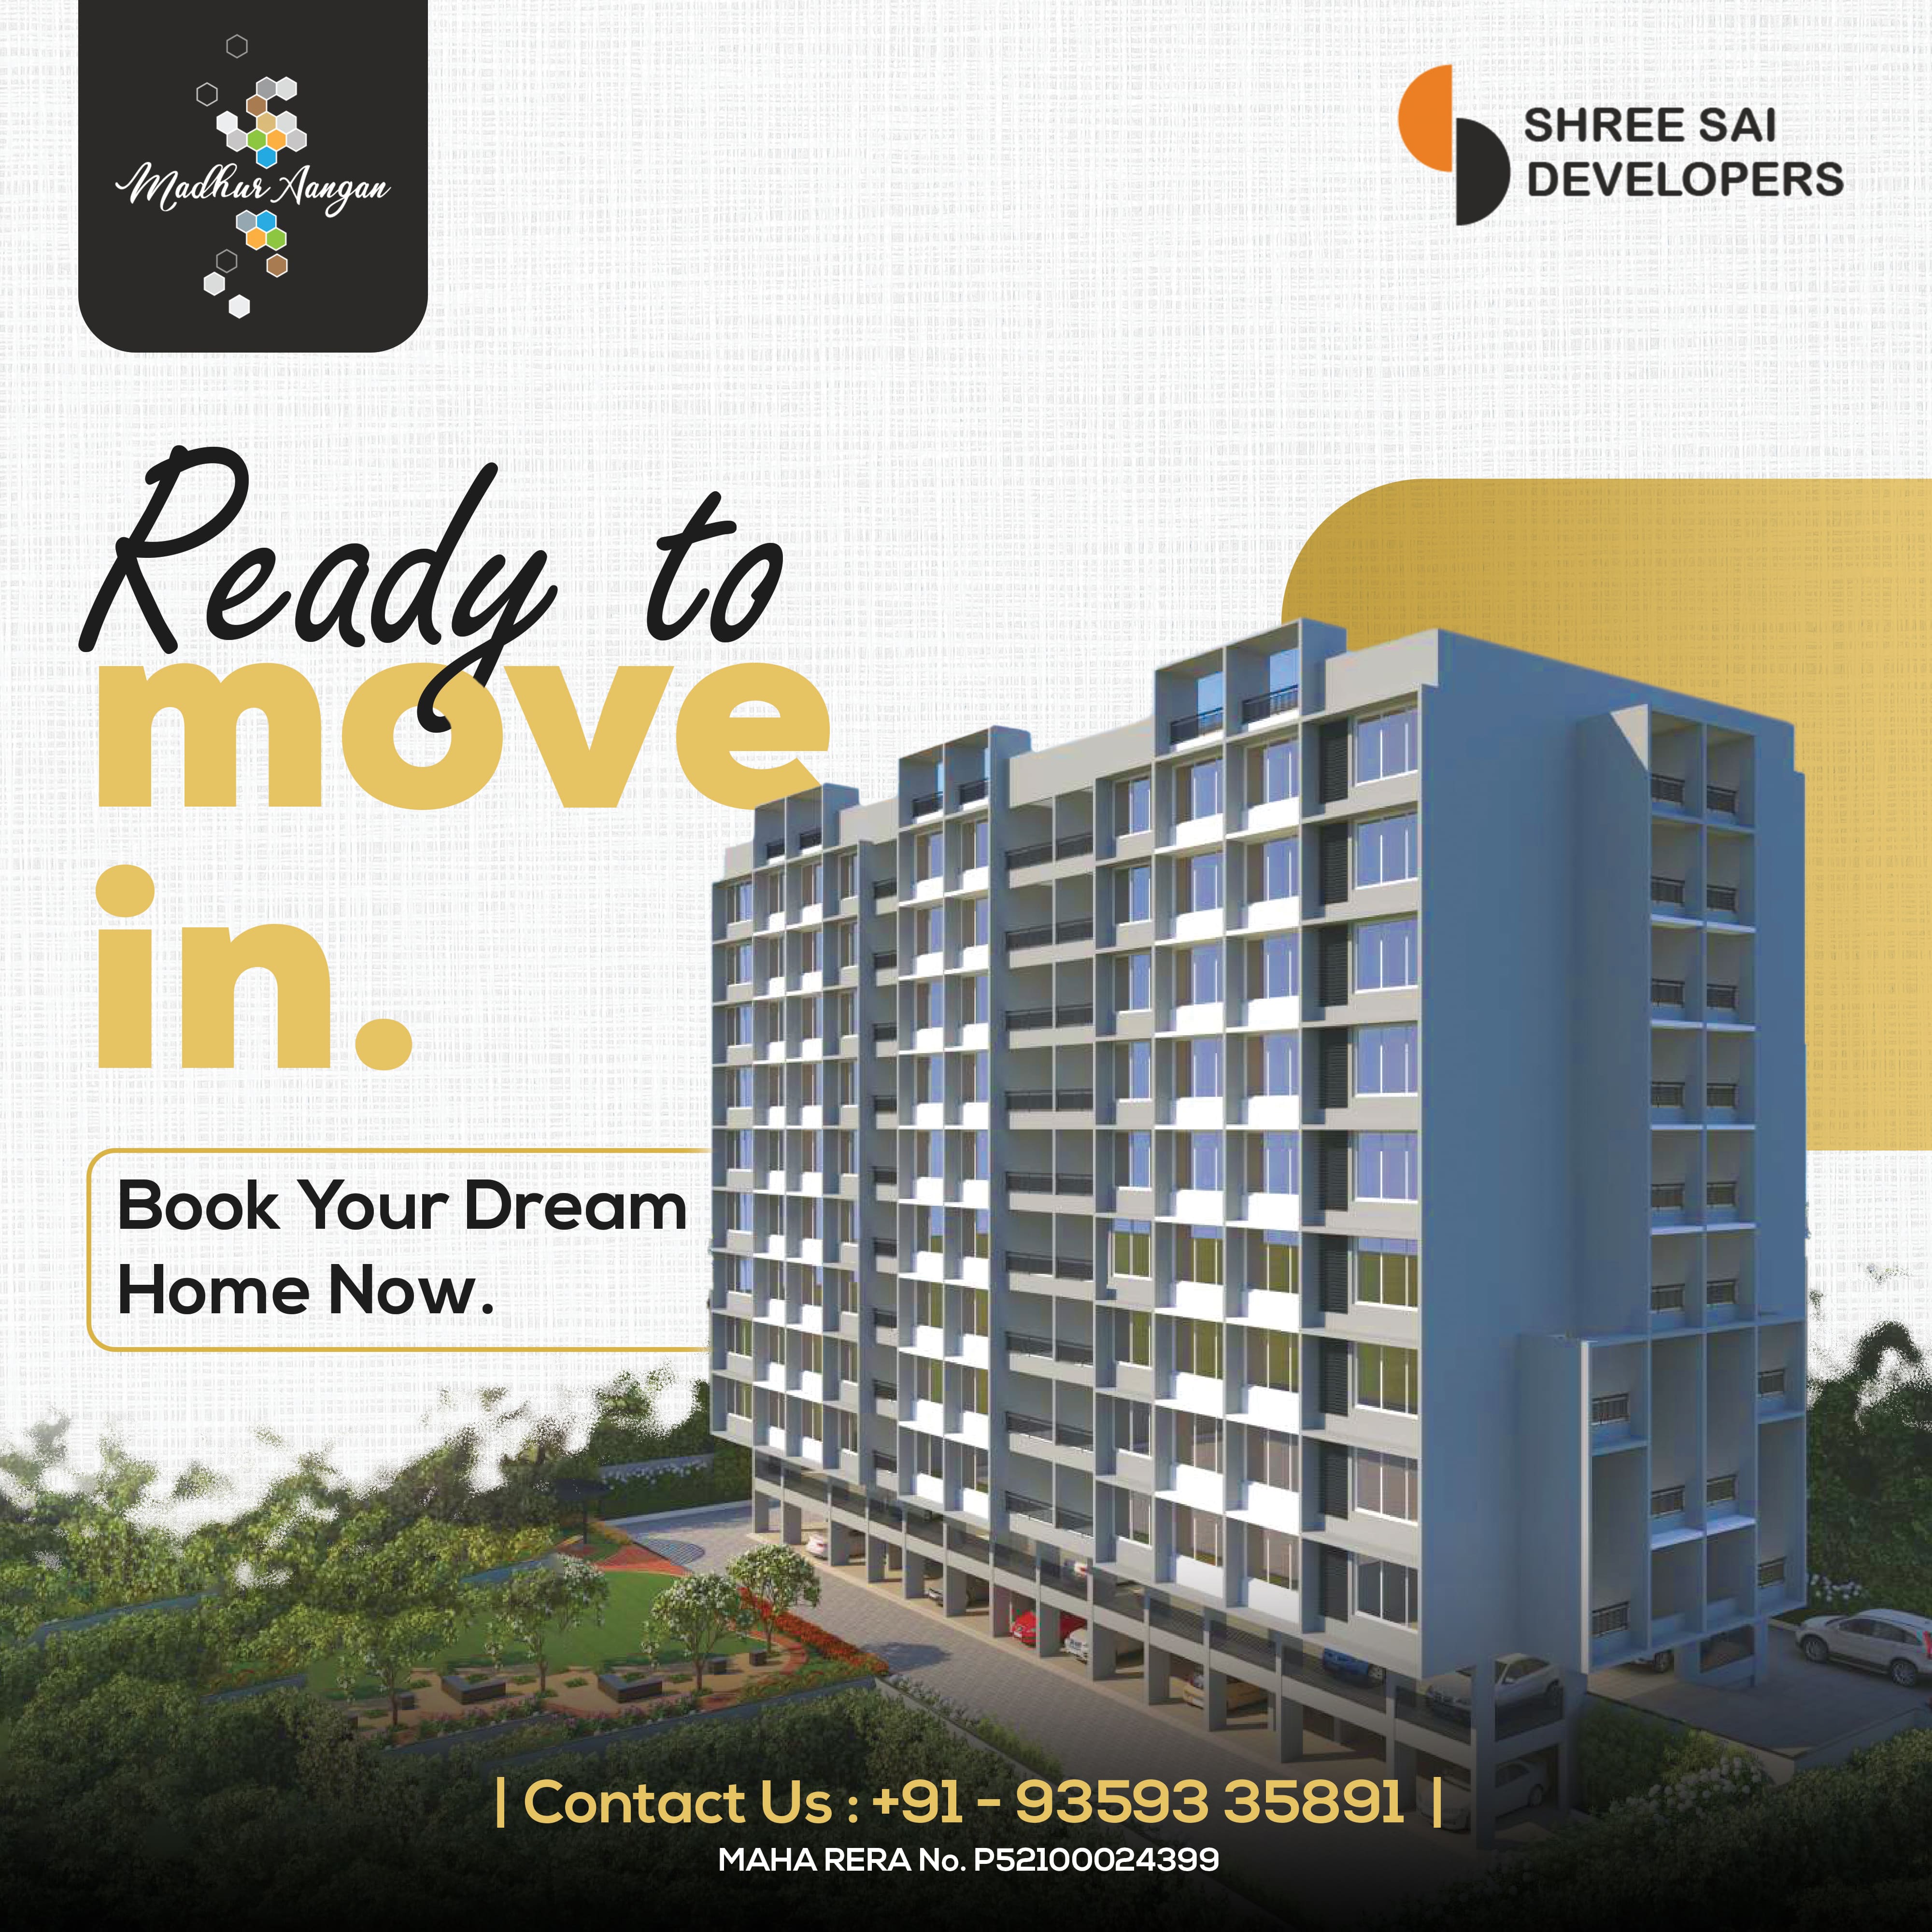 Madhur Aangan
SHREE SAI
DEVELOPERS
Ready to
move
in.
Book Your Dream
Home Now.
| Contact Us : +91 - 93593 35891 |
MAHA RERA No. P52100024399